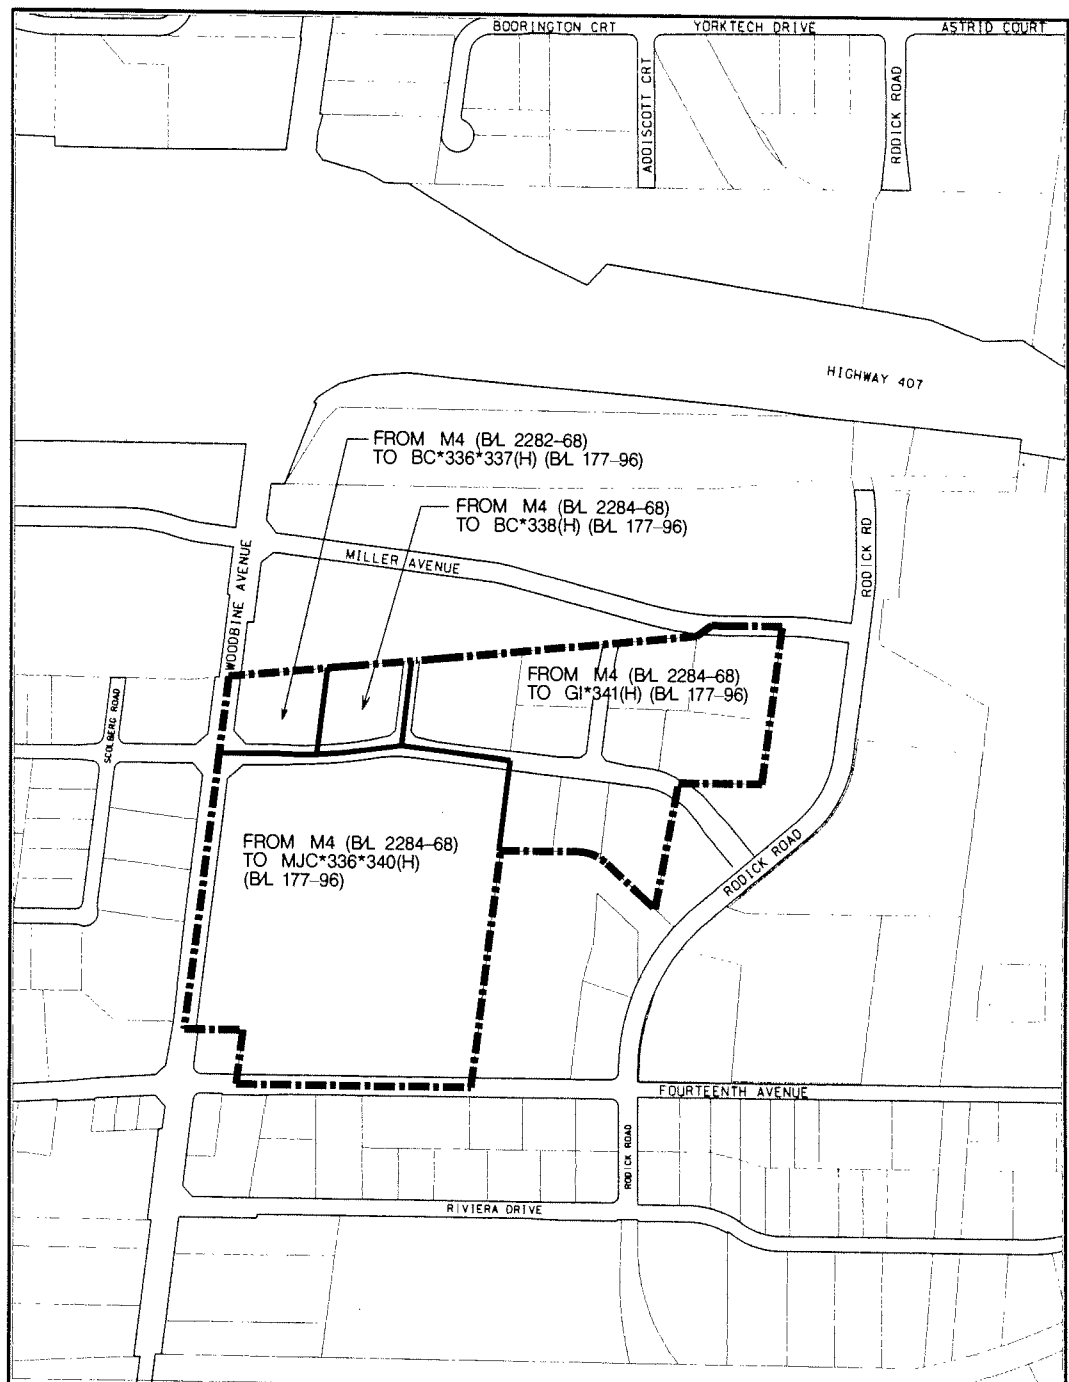 BODRINGTON CRT
YORKTECH DRIVE
ASTRID COURT
ADDISCOTT CRT
RODICK ROAD
HIGHWAY 407
FROM M4 (B/L 2282-68)
TO BC*336*337(H) (B/L 177-96)
FROM M4 (B/L 2284-68)
TO BC*338(H) (B/L 177-96)
RODICK RD
MILLER AVENUE
WOODBINE AVENUE
FROM M4 (B/L 2284-68)
TO GI*341(H) (B/L 177-96)
SCOLBERG ROAD
FROM M4 (B/L 2284-68)
TO MJC*336*340(H)
(B/L 177-96)
RODICK ROAD
FOURTEENTH AVENUE
RODICK ROAD
RIVIERA DRIVE